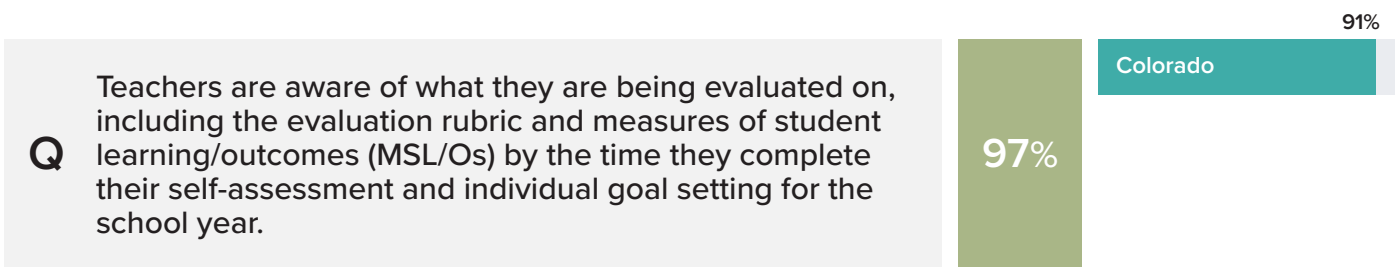 91%
Colorado
Q
Teachers are aware of what they are being evaluated on,
including the evaluation rubric and measures of student
learning/outcomes (MSL/Os) by the time they complete
their self-assessment and individual goal setting for the
school year.
97%